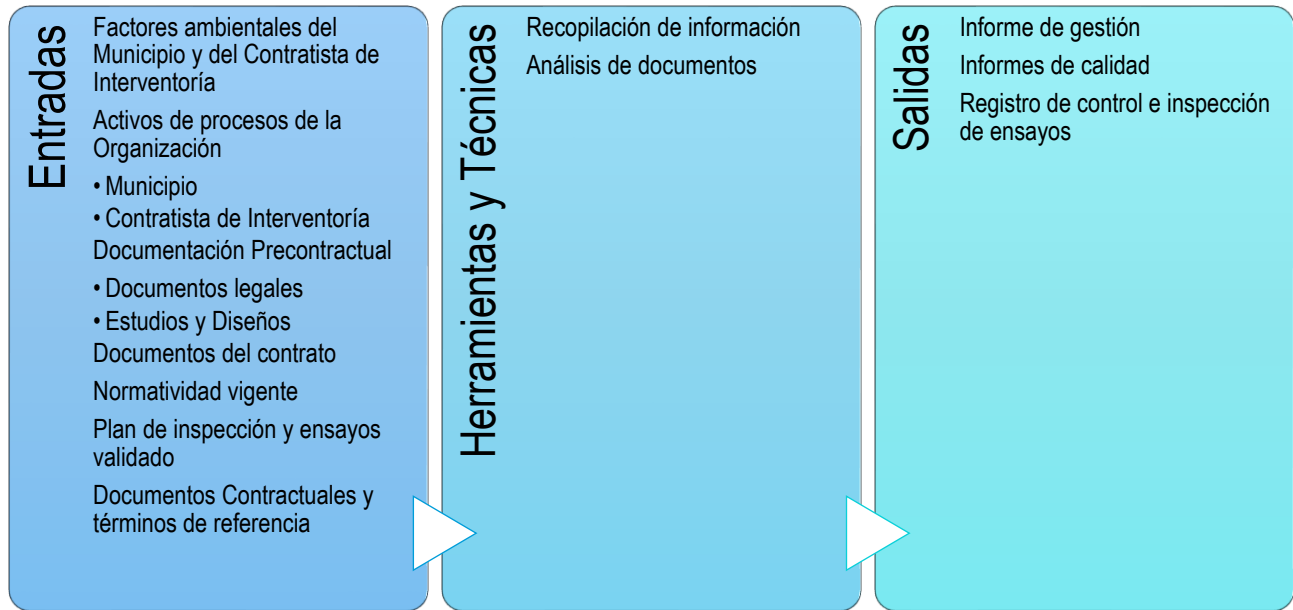 Entradas
Factores ambientales del
Municipio y del Contratista de
Interventoría
Activos de procesos de la
Organización
• Municipio
• Contratista de Interventoría
Documentación Precontractual
• Documentos legales
• Estudios y Diseños
Documentos del contrato
Normatividad vigente
Plan de inspección y ensayos
validado
Documentos Contractuales y
términos de referencia
Herramientas y Técnicas
Recopilación de información
Análisis de documentos
Salidas
Informe de gestión
Informes de calidad
Registro de control e inspección
de ensayos